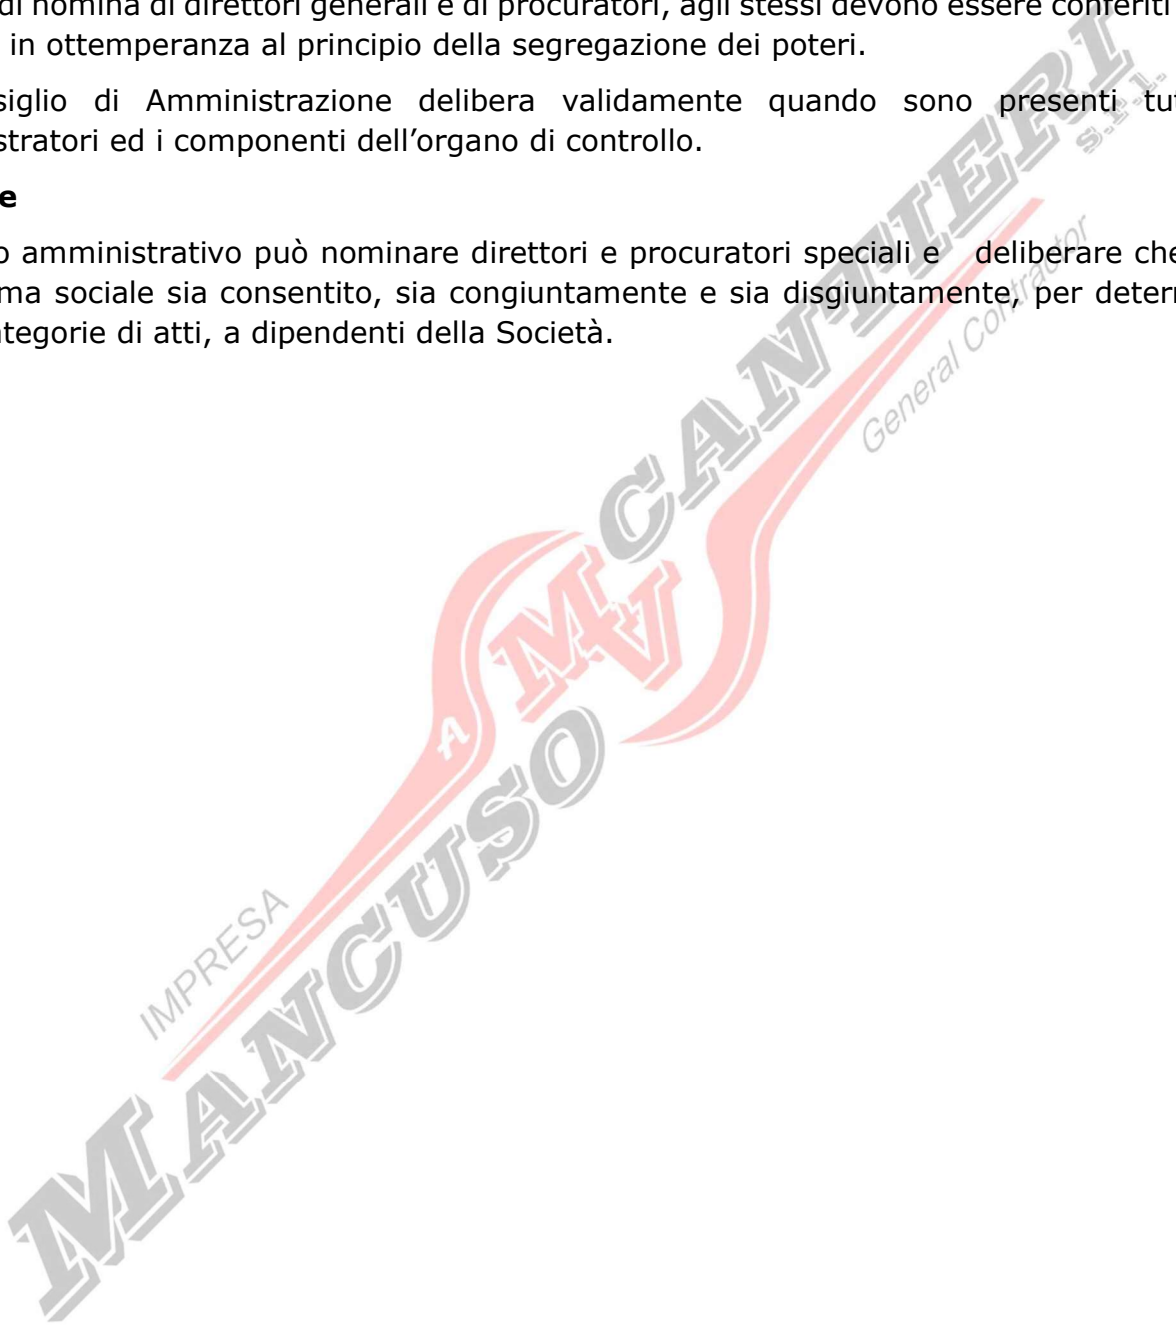 di nomina di direttori generali e di procuratori, agli stessi devono essere conferiti
in ottemperanza al principio della segregazione dei poteri.
siglio di Amministrazione delibera validamente quando sono presenti tu
stratori ed i componenti dell'organo di controllo.
e
o amministrativo può nominare direttori e procuratori speciali e deliberare che
ma sociale sia consentito, sia congiuntamente e sia disgiuntamente, per deter
tegorie di atti, a dipendenti della Società.
IMPRESA
MANCUSO
A
MV
CANTIERI
s.r.l.
General Contractor